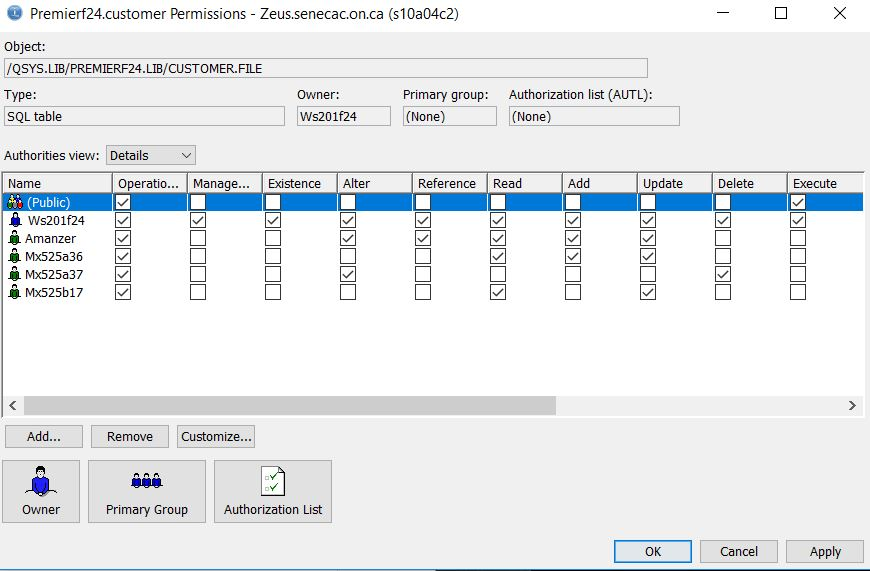 Premierf24.customer Permissions - Zeus.senecac.on.ca (s10a04c2)
Object:
/QSYS.LIB/PREMIERF24.LIB/CUSTOMER.FILE
Type: Owner: Primary group: Authorization list (AUTL):
SQL table Ws201f24 (None) (None)
Authorities view: Details
Name Operatio... Manage... Existence Alter Reference Read Add Update Delete Execute
(Public)
Ws201f24
Amanzer
Mx525a36
Mx525a37
Mx525b17
Add... Remove Customize...
Owner Primary Group Authorization List
OK Cancel Apply